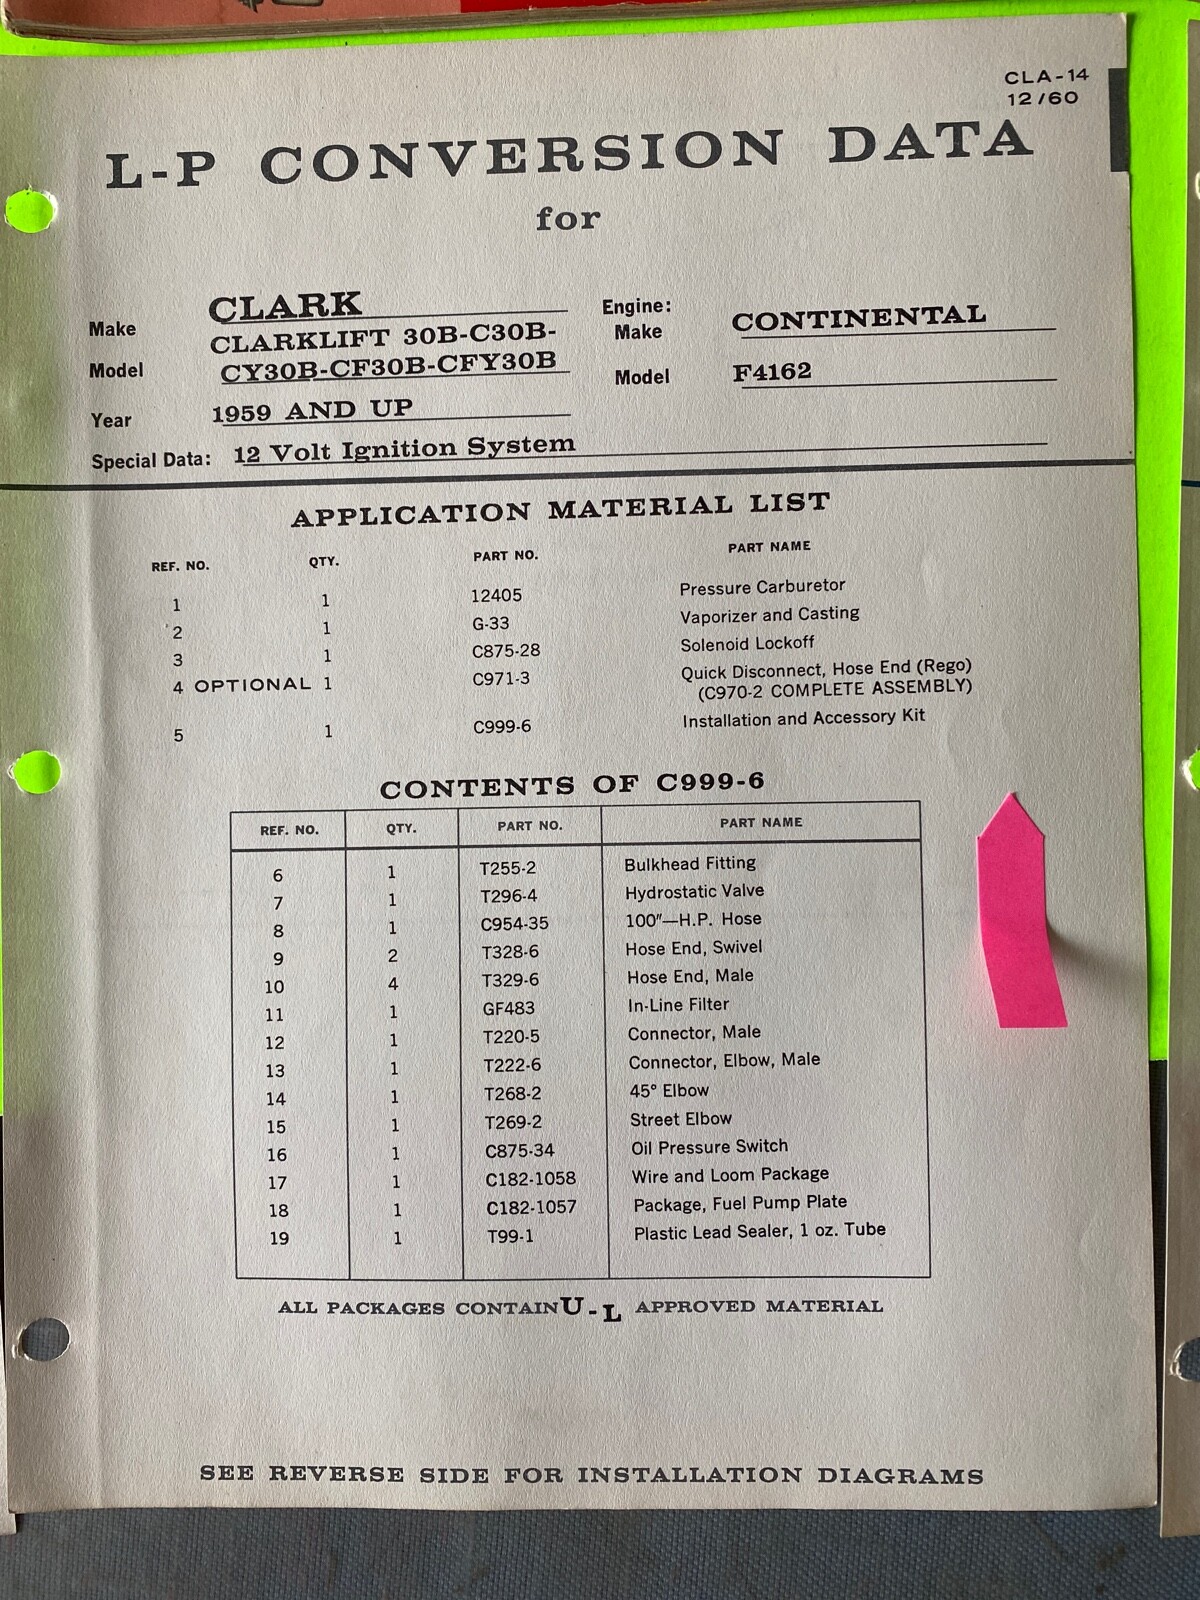 CLA-14
12/60
L-P CONVERSION DATA
for
Make CLARK
Model CLARKLIFT 30B-C30B-
CY30B-CF30B-CFY30B
Year 1959 AND UP
Engine:
Make CONTINENTAL
Model F4162
Special Data: 12 Volt Ignition System
APPLICATION MATERIAL LIST
REF. NO. QTY. PART NO. PART NAME
1 1 12405 Pressure Carburetor
2 1 G-33 Vaporizer and Casting
3 1 C875-28 Solenoid Lockoff
4 OPTIONAL 1 C971-3 Quick Disconnect, Hose End (Rego)
(C970-2 COMPLETE ASSEMBLY)
5 1 C999-6 Installation and Accessory Kit
CONTENTS OF C999-6
REF. NO. QTY. PART NO. PART NAME
6 1 T255-2 Bulkhead Fitting
7 1 T296-4 Hydrostatic Valve
8 1 C954-35 100"—H.P. Hose
9 2 T328-6 Hose End, Swivel
10 4 T329-6 Hose End, Male
11 1 GF483 In-Line Filter
12 1 T220-5 Connector, Male
13 1 T222-6 Connector, Elbow, Male
14 1 T268-2 45° Elbow
15 1 T269-2 Street Elbow
16 1 C875-34 Oil Pressure Switch
17 1 C182-1058 Wire and Loom Package
18 1 C182-1057 Package, Fuel Pump Plate
19 1 T99-1 Plastic Lead Sealer, 1 oz. Tube
ALL PACKAGES CONTAIN U-L APPROVED MATERIAL
SEE REVERSE SIDE FOR INSTALLATION DIAGRAMS